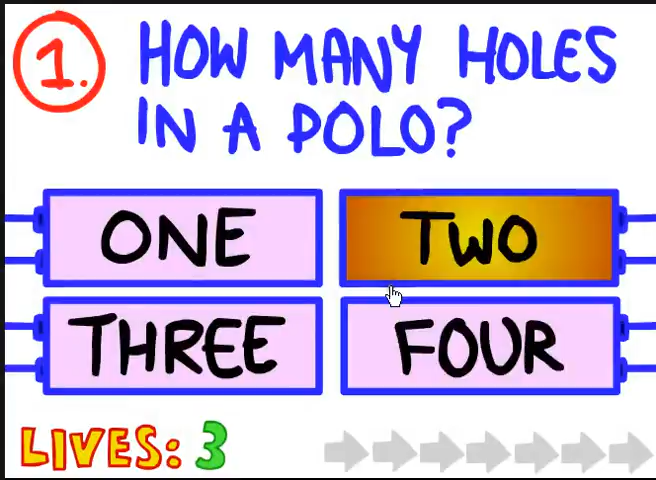 1. HOW MANY HOLES
IN A POLO?
ONE
TWO
THREE
FOUR
LIVES: 3